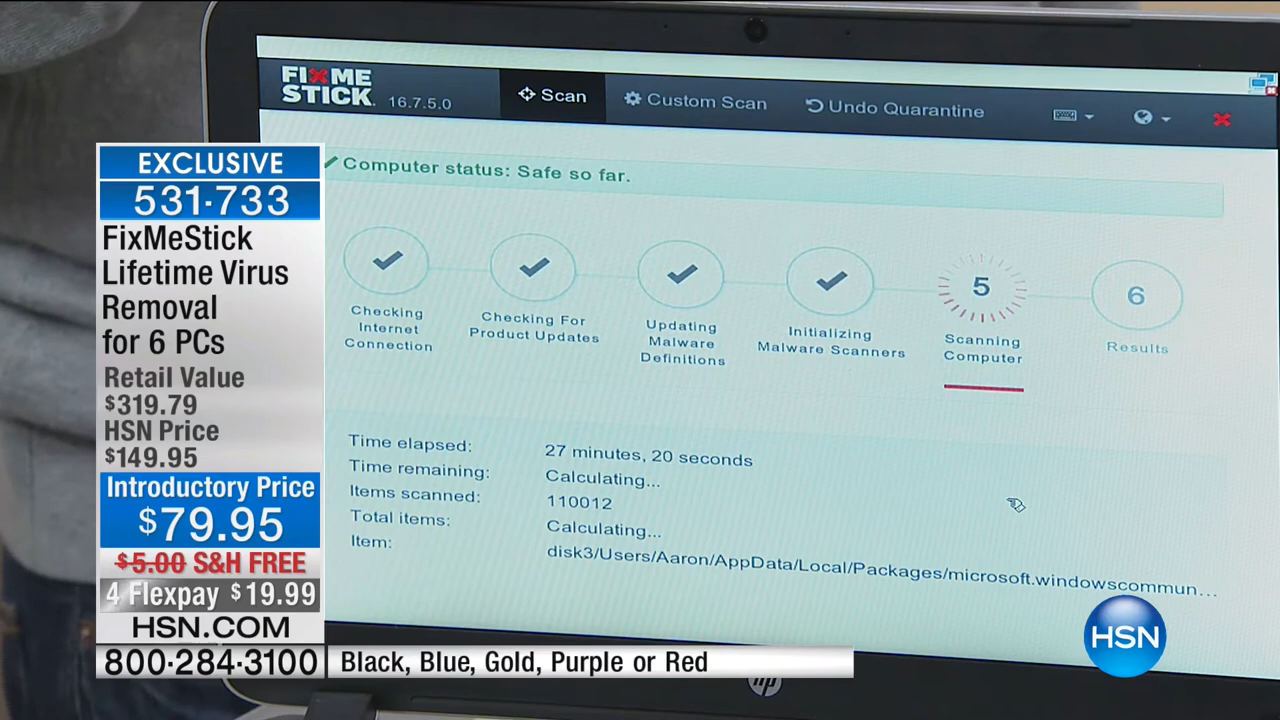 FIXME
STICK. 16.7.5.0
Scan
Custom Scan
Undo Quarantine
Computer status: Safe so far.
5
6
Checking
Internet
Connection
Checking For
Product Updates
Updating
Malware
Definitions
Initializing
Malware Scanners
Scanning
Computer
Results
Time elapsed: 27 minutes, 20 seconds
Time remaining: Calculating...
Items scanned: 110012
Total items: Calculating...
Item: disk3/Users/Aaron/AppData/Local/Packages/microsoft.windowscommun...
EXCLUSIVE
531·733
FixMeStick
Lifetime Virus
Removal
for 6 PCs
Retail Value
$319.79
HSN Price
$149.95
Introductory Price
$79.95
$5.00 S&H FREE
4 Flexpay $19.99
HSN.COM
800·284·3100
Black, Blue, Gold, Purple or Red
HSN
hp